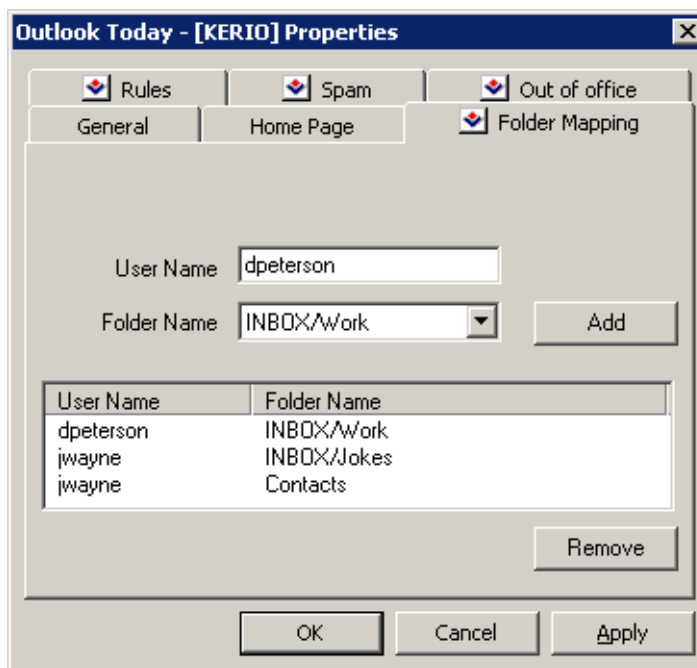 Outlook Today - [KERIO] Properties
Rules Spam Out of office
General Home Page Folder Mapping
User Name dpeterson
Folder Name INBOX/Work Add
User Name Folder Name
dpeterson INBOX/Work
jwayne INBOX/Jokes
jwayne Contacts
Remove
OK Cancel Apply